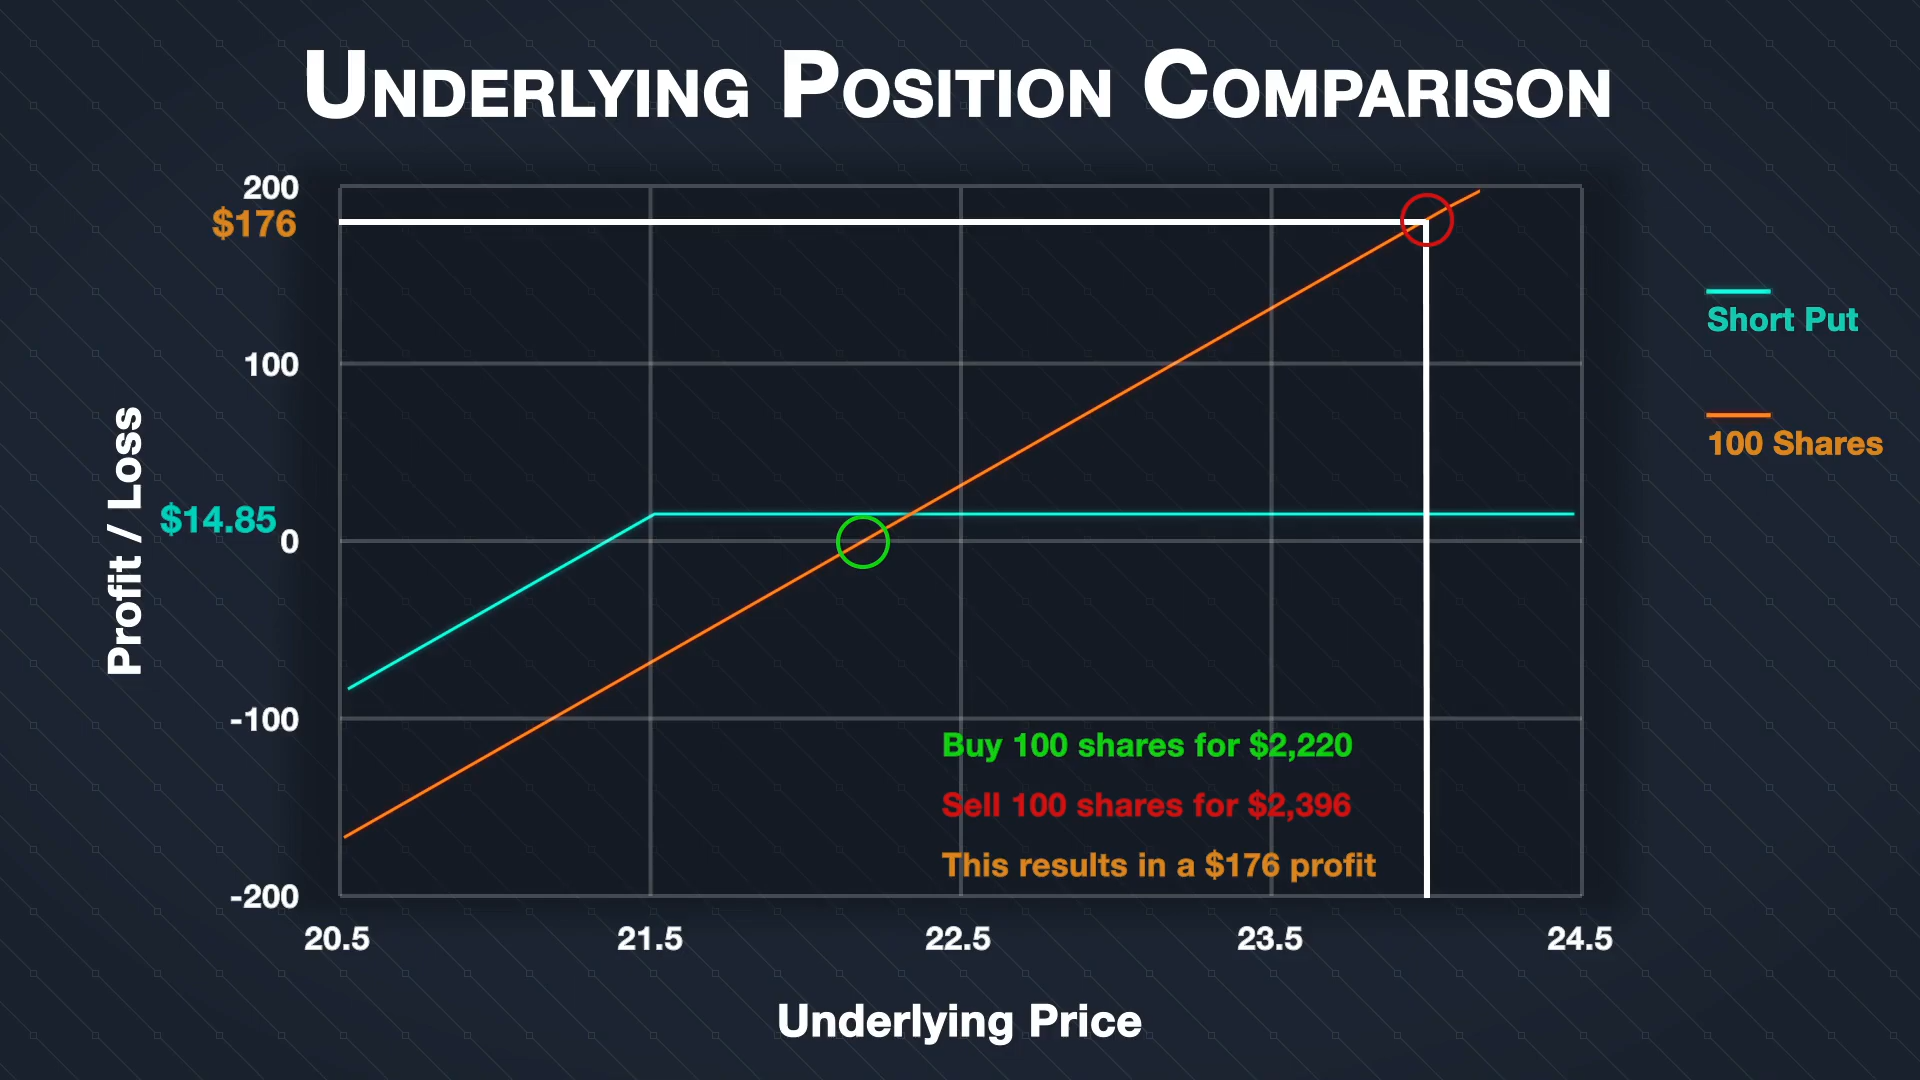 UNDERLYING POSITION COMPARISON
200
$176
100
$14.85
0
-100
-200
Profit / Loss
Short Put
100 Shares
Buy 100 shares for $2,220
Sell 100 shares for $2,396
This results in a $176 profit
20.5 21.5 22.5 23.5 24.5
Underlying Price